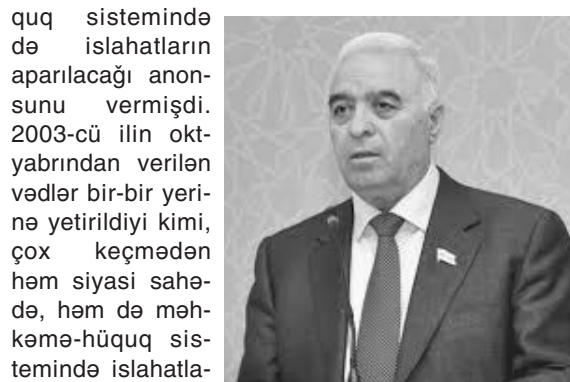 quq sistemində
də islahatların
aparılacağı anon-
sunu vermişdi.
2003-cü ilin okt-
yabrından verilən
vədlər bir-bir yeri-
nə yetirildiyi kimi,
çox keçmədən
həm siyasi sahə-
də, həm də məh-
kəmə-hüquq sis-
temində islahatla-